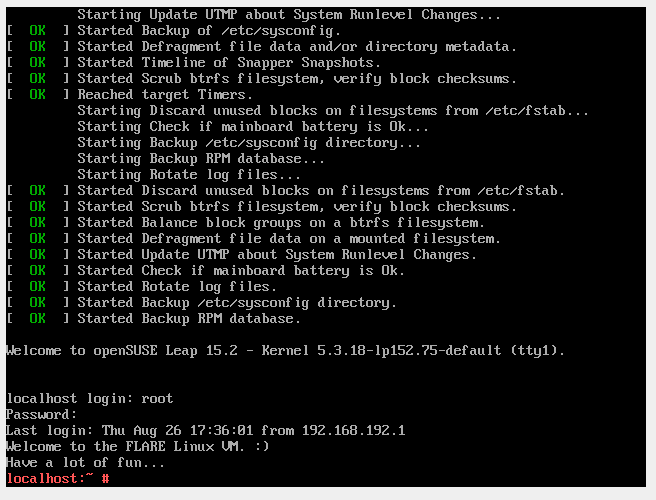 Starting Update UTMP about System Runlevel Changes...
[  OK  ] Started Backup of /etc/sysconfig.
[  OK  ] Started Defragment file data and/or directory metadata.
[  OK  ] Started Timeline of Snapper Snapshots.
[  OK  ] Started Scrub btrfs filesystem, verify block checksums.
[  OK  ] Reached target Timers.
Starting Discard unused blocks on filesystems from /etc/fstab...
Starting Check if mainboard battery is Ok...
Starting Backup /etc/sysconfig directory...
Starting Backup RPM database...
Starting Rotate log files...
[  OK  ] Started Discard unused blocks on filesystems from /etc/fstab.
[  OK  ] Started Scrub btrfs filesystem, verify block checksums.
[  OK  ] Started Balance block groups on a btrfs filesystem.
[  OK  ] Started Defragment file data on a mounted filesystem.
[  OK  ] Started Update UTMP about System Runlevel Changes.
[  OK  ] Started Check if mainboard battery is Ok.
[  OK  ] Started Rotate log files.
[  OK  ] Started Backup /etc/sysconfig directory.
[  OK  ] Started Backup RPM database.
Welcome to openSUSE Leap 15.2 - Kernel 5.3.18-lp152.75-default (tty1).
localhost login: root
Password:
Last login: Thu Aug 26 17:36:01 from 192.168.192.1
Welcome to the FLARE Linux VM. :)
Have a lot of fun...
localhost:~ #